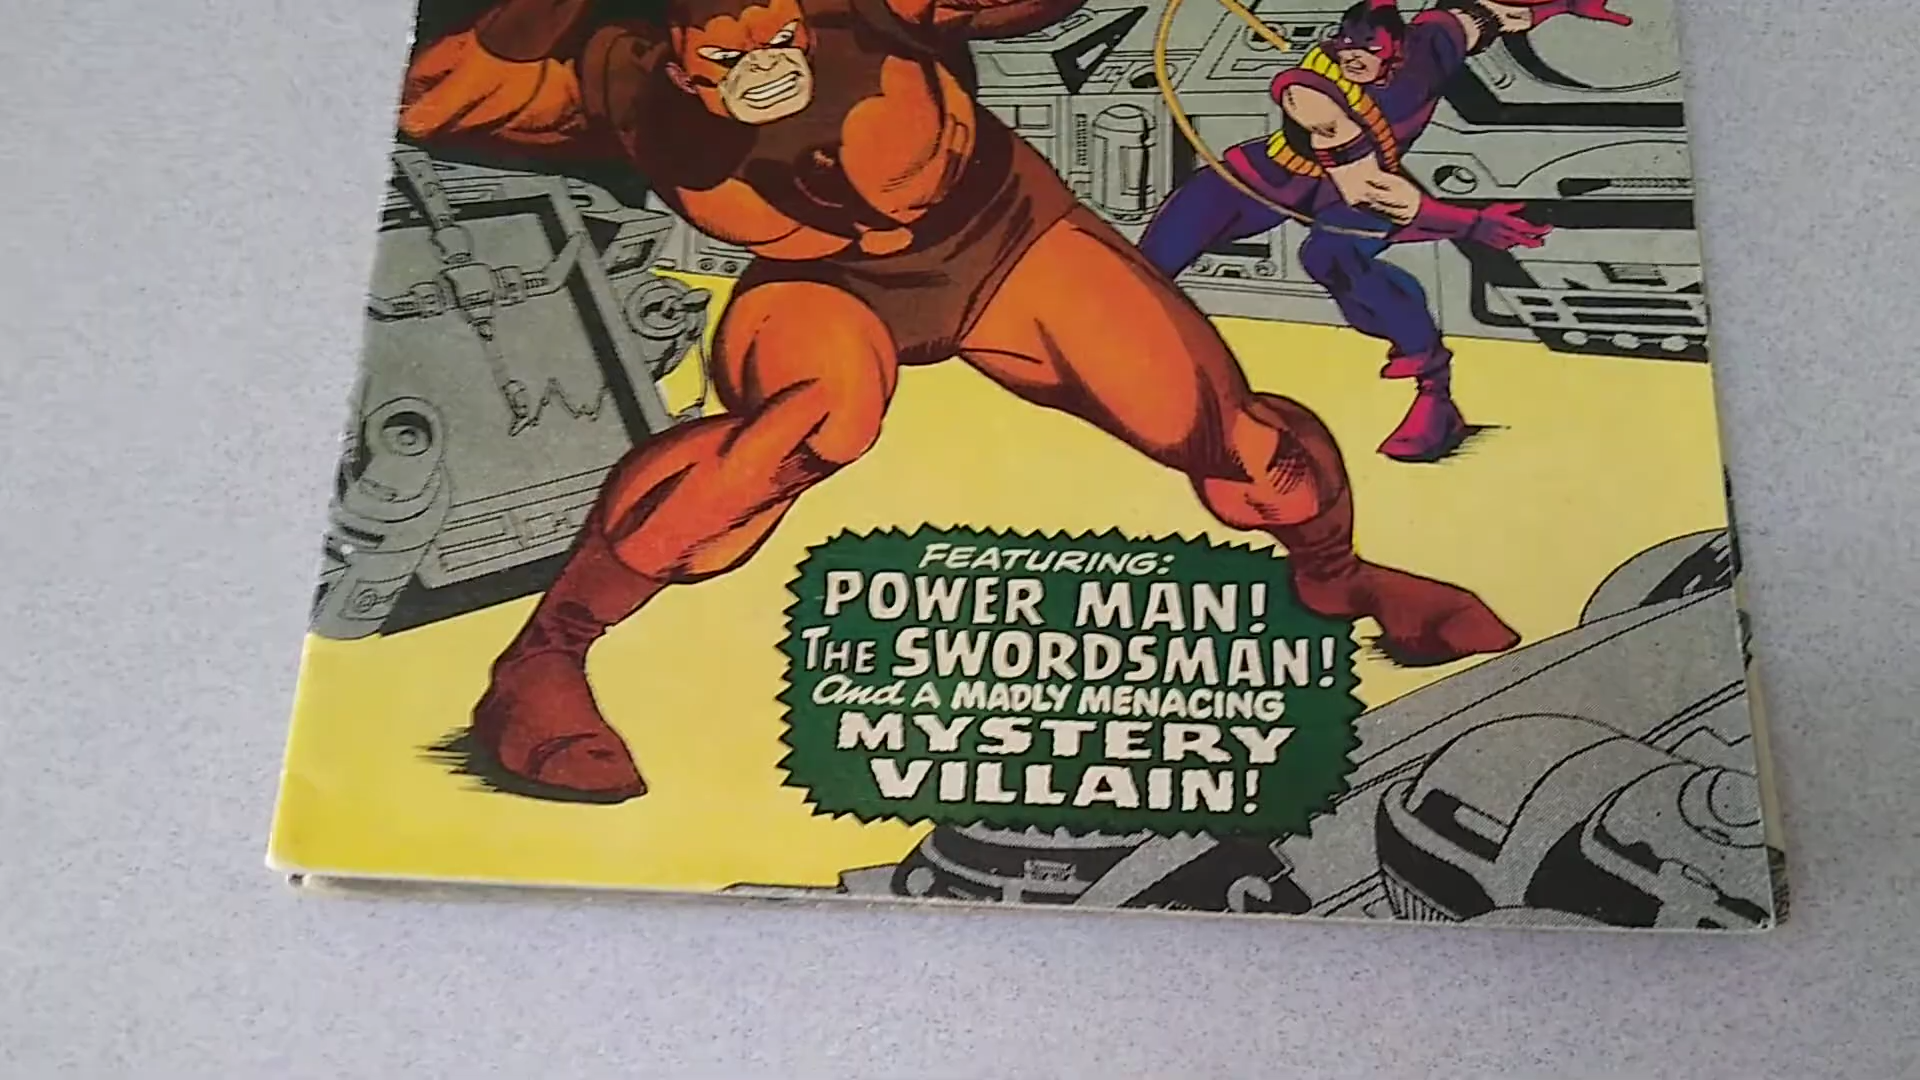 FEATURING:
POWER MAN!
THE SWORDSMAN!
And A MADLY MENACING
MYSTERY
VILLAIN!